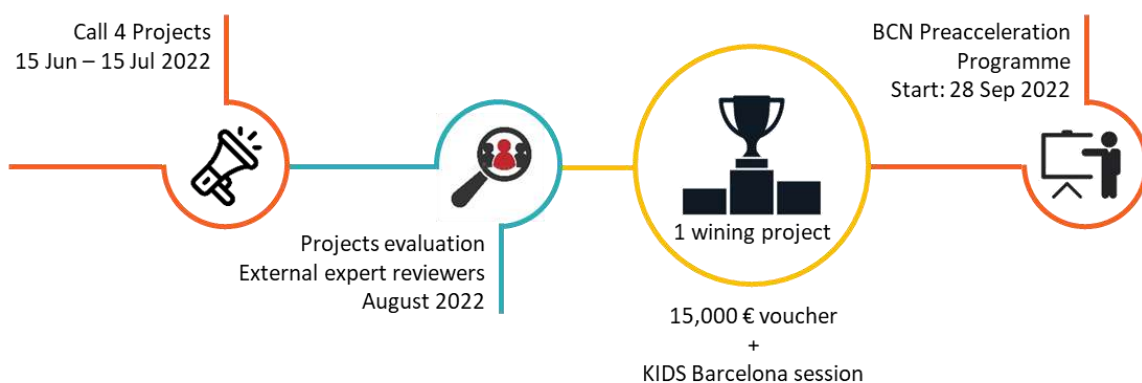 Call 4 Projects
15 Jun – 15 Jul 2022
Projects evaluation
External expert reviewers
August 2022
1 wining project
15,000 € voucher
+
KIDS Barcelona session
BCN Preacceleration
Programme
Start: 28 Sep 2022